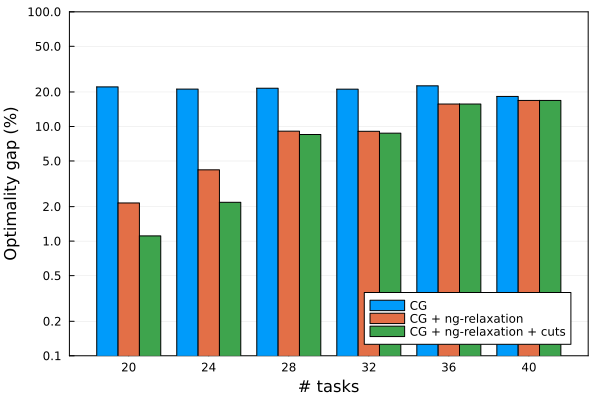 100.0
50.0
20.0
10.0
5.0
2.0
1.0
0.5
0.2
0.1
Optimality gap (%)
CG
CG + ng-relaxation
CG + ng-relaxation + cuts
20 24 28 32 36 40
# tasks